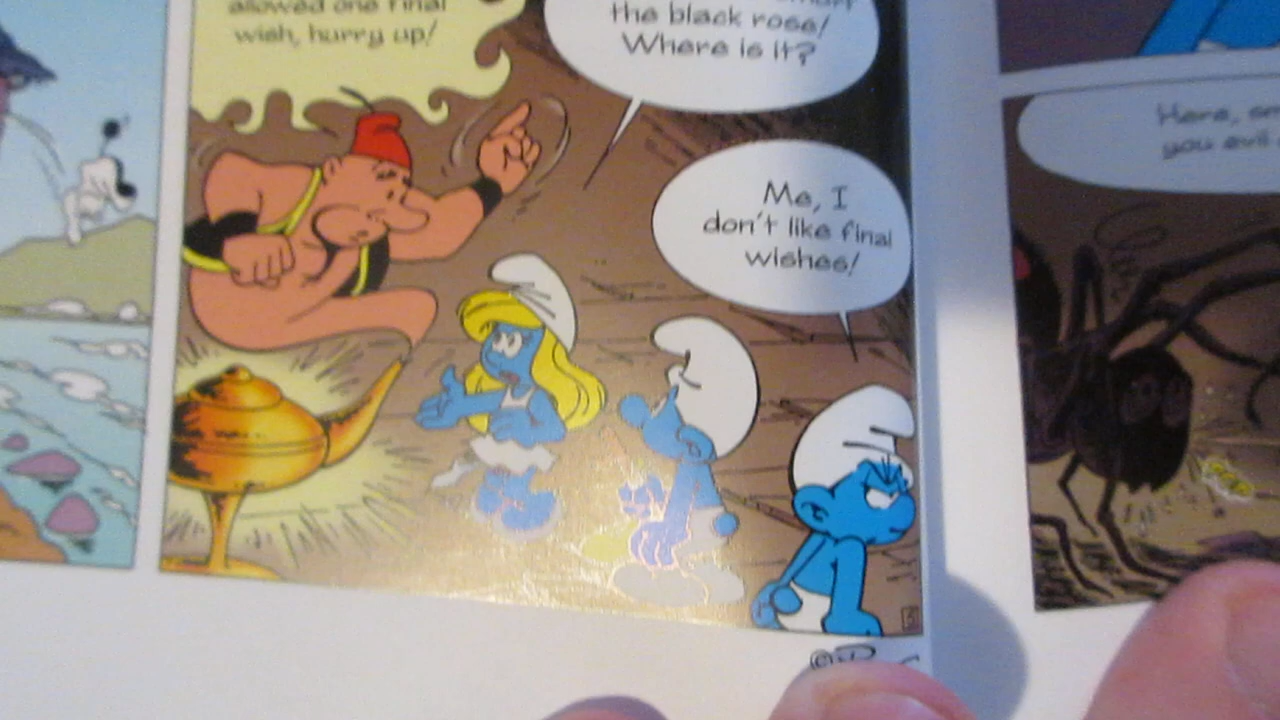 allowed one final
wish, hurry up!
the black rose!
Where is it?
Me, I
don't like final
wishes!
Here,
you evil